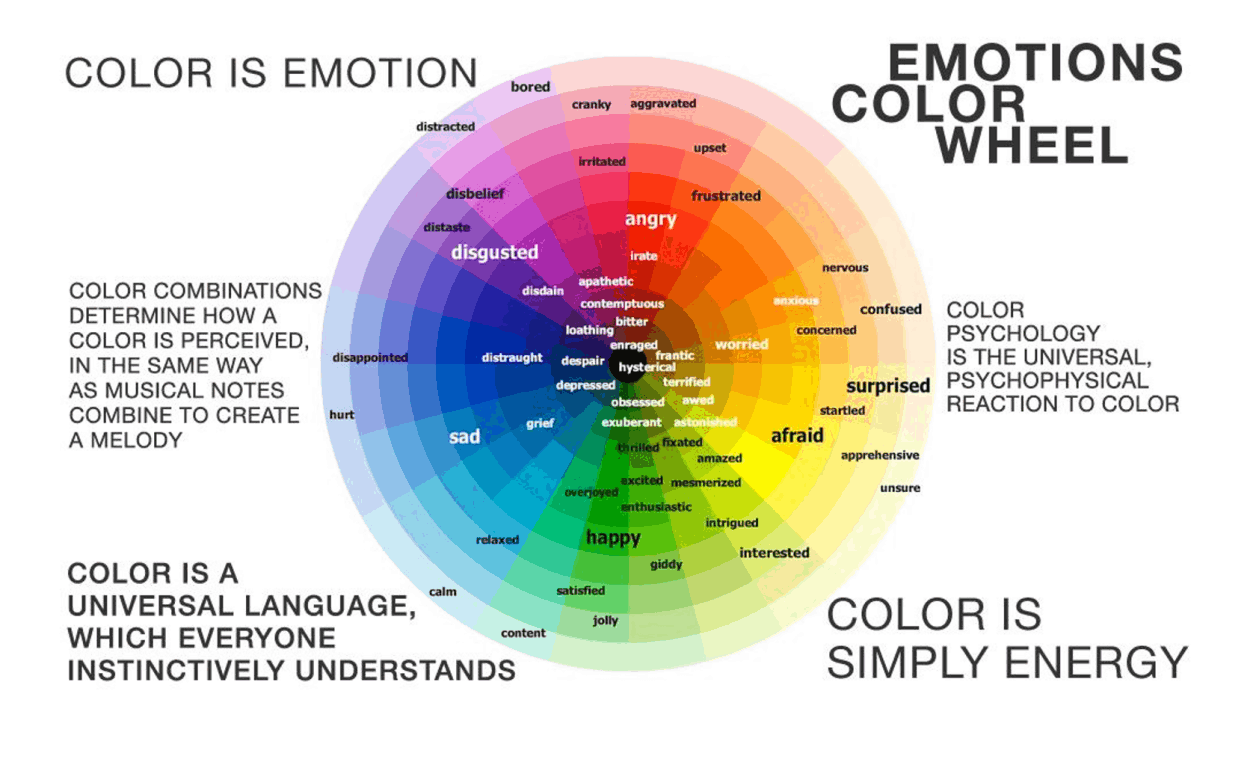 COLOR IS EMOTION
EMOTIONS
COLOR
WHEEL
bored
cranky
aggravated
distracted
upset
irritated
disbelief
frustrated
angry
distaste
disgusted
irate
nervous
apathetic
disdain
contemptuous
anxious
confused
bitter
loathing
concerned
enraged
worried
disappointed
distraught
despair
frantic
hysterical
depressed
terrified
surprised
obsessed
awed
startled
hurt
grief
exuberant
astonished
sad
afraid
thrilled
fixated
amazed
apprehensive
excited
mesmerized
unsure
overjoyed
enthusiastic
intrigued
relaxed
happy
interested
giddy
calm
satisfied
jolly
content
COLOR COMBINATIONS
DETERMINE HOW A
COLOR IS PERCEIVED,
IN THE SAME WAY
AS MUSICAL NOTES
COMBINE TO CREATE
A MELODY
COLOR
PSYCHOLOGY
IS THE UNIVERSAL,
PSYCHOPHYSICAL
REACTION TO COLOR
COLOR IS A
UNIVERSAL LANGUAGE,
WHICH EVERYONE
INSTINCTIVELY UNDERSTANDS
COLOR IS
SIMPLY ENERGY